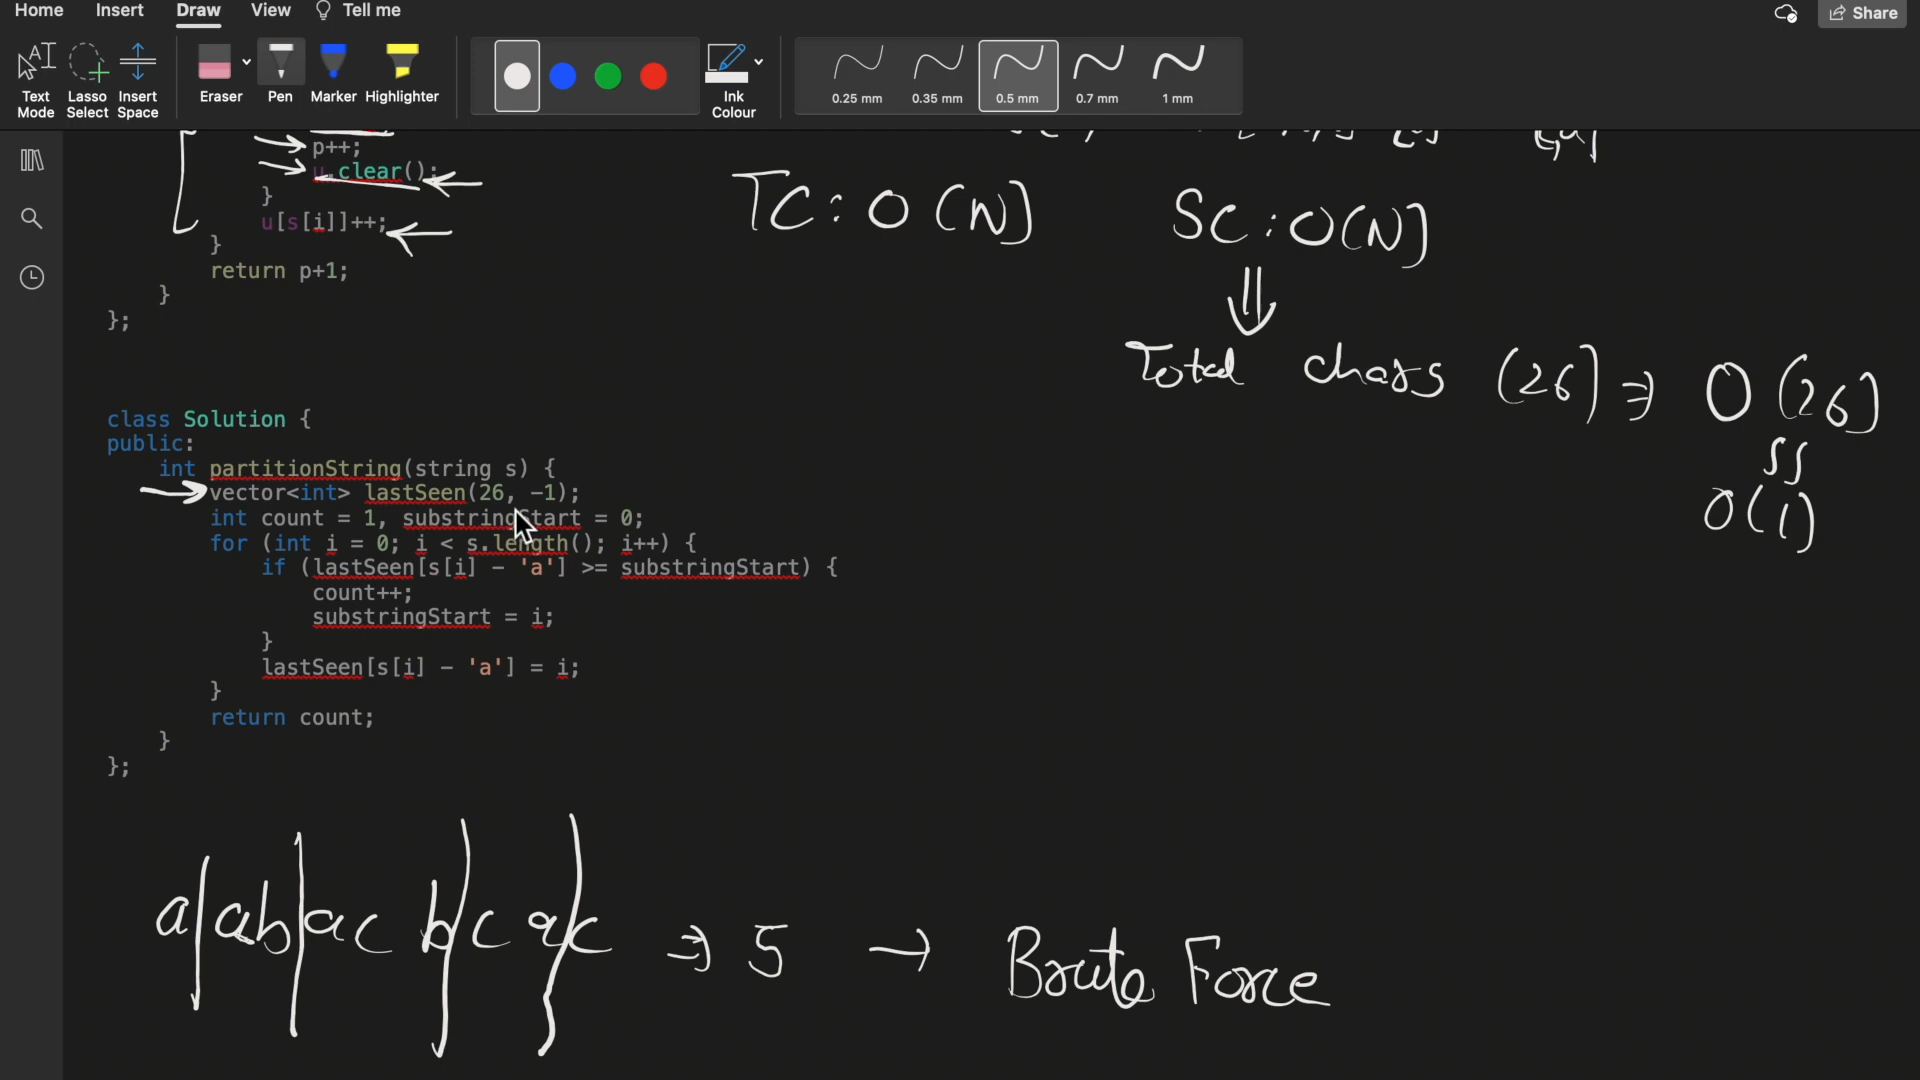 Home Insert Draw View Tell me Share
Text Mode Lasso Select Insert Space Eraser Pen Marker Highlighter Ink Colour 0.25 mm 0.35 mm 0.5 mm 0.7 mm 1 mm
p++;
u.clear();
}
u[s[i]]++;
}
return p+1;
}
};
TC: O(N) SC: O(N)
Total chars (26) ⇒ O(26)
O(1)
class Solution {
public:
int partitionString(string s) {
vector<int> lastSeen(26, -1);
int count = 1, substringStart = 0;
for (int i = 0; i < s.length(); i++) {
if (lastSeen[s[i] - 'a'] >= substringStart) {
count++;
substringStart = i;
}
lastSeen[s[i] - 'a'] = i;
}
return count;
}
};
a|ab|ac b|c a|c ⇒ 5 → Brute Force